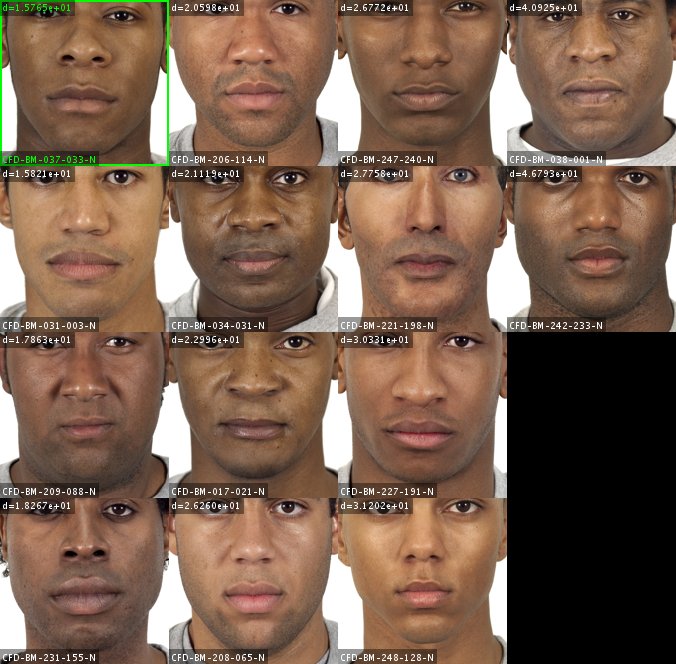 d=1.5765e+01
CFD-BM-037-033-N
d=2.0598e+01
CFD-BM-206-114-N
d=2.6772e+01
CFD-BM-247-240-N
d=4.0925e+01
CFD-BM-038-001-N
d=1.5821e+01
CFD-BM-031-003-N
d=2.1119e+01
CFD-BM-034-031-N
d=2.7758e+01
CFD-BM-221-198-N
d=4.6793e+01
CFD-BM-242-233-N
d=1.7863e+01
CFD-BM-209-088-N
d=2.2996e+01
CFD-BM-017-021-N
d=3.0331e+01
CFD-BM-227-191-N
d=1.8267e+01
CFD-BM-231-155-N
d=2.6260e+01
CFD-BM-208-065-N
d=3.1202e+01
CFD-BM-248-128-N